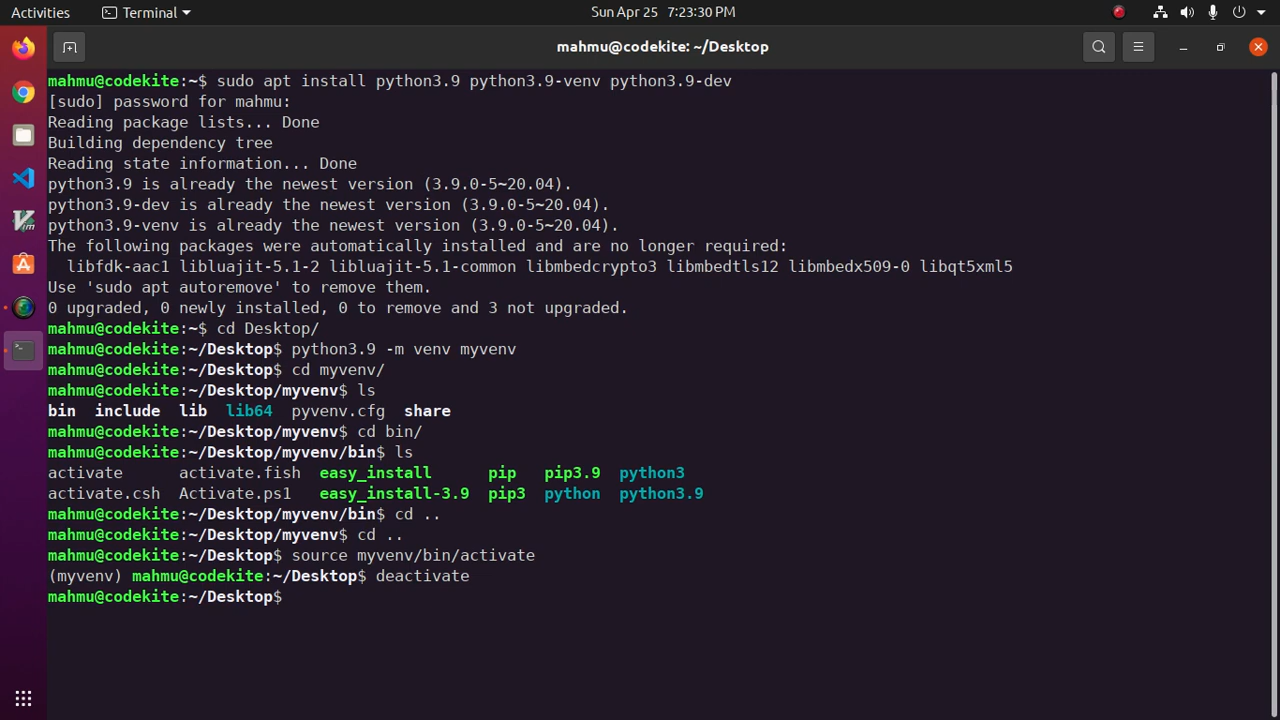 Activities Terminal Sun Apr 25 7:23:30 PM
mahmu@codekite: ~/Desktop
mahmu@codekite:~$ sudo apt install python3.9 python3.9-venv python3.9-dev
[sudo] password for mahmu:
Reading package lists... Done
Building dependency tree
Reading state information... Done
python3.9 is already the newest version (3.9.0-5~20.04).
python3.9-dev is already the newest version (3.9.0-5~20.04).
python3.9-venv is already the newest version (3.9.0-5~20.04).
The following packages were automatically installed and are no longer required:
  libfdk-aac1 libluajit-5.1-2 libluajit-5.1-common libmbedcrypto3 libmbedtls12 libmbedx509-0 libqt5xml5
Use 'sudo apt autoremove' to remove them.
0 upgraded, 0 newly installed, 0 to remove and 3 not upgraded.
mahmu@codekite:~$ cd Desktop/
mahmu@codekite:~/Desktop$ python3.9 -m venv myvenv
mahmu@codekite:~/Desktop$ cd myvenv/
mahmu@codekite:~/Desktop/myvenv$ ls
bin  include  lib  lib64  pyvenv.cfg  share
mahmu@codekite:~/Desktop/myvenv$ cd bin/
mahmu@codekite:~/Desktop/myvenv/bin$ ls
activate      activate.fish  easy_install      pip   pip3.9  python3
activate.csh  Activate.ps1   easy_install-3.9  pip3  python  python3.9
mahmu@codekite:~/Desktop/myvenv/bin$ cd ..
mahmu@codekite:~/Desktop/myvenv$ cd ..
mahmu@codekite:~/Desktop$ source myvenv/bin/activate
(myvenv) mahmu@codekite:~/Desktop$ deactivate
mahmu@codekite:~/Desktop$